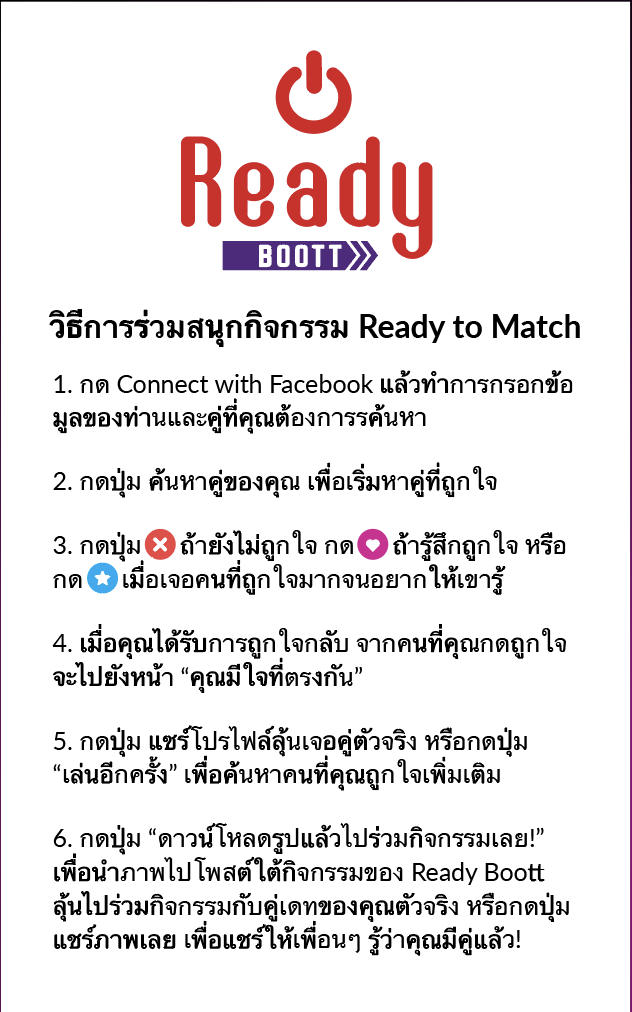 Ready
BOOTT
วิธีการร่วมสนุกกิจกรรม Ready to Match
1. กด Connect with Facebook แล้วทำการกรอกข้อ
มูลของท่านและคู่ที่คุณต้องการรค้นหา
2. กดปุ่ม ค้นหาคู่ของคุณ เพื่อเริ่มหาคู่ที่ถูกใจ
3. กดปุ่ม ถ้ายังไม่ถูกใจ กด ถ้ารู้สึกถูกใจ หรือ
กด เมื่อเจอคนที่ถูกใจมากจนอยากให้เขารู้
4. เมื่อคุณได้รับการถูกใจกลับ จากคนที่คุณกดถูกใจ
จะไปยังหน้า “คุณมีใจที่ตรงกัน”
5. กดปุ่ม แชร์โปรไฟล์ลุ้นเจอคู่ตัวจริง หรือกดปุ่ม
“เล่นอีกครั้ง” เพื่อค้นหาคนที่คุณถูกใจเพิ่มเติม
6. กดปุ่ม “ดาวน์โหลดรูปแล้วไปร่วมกิจกรรมเลย!”
เพื่อนำภาพไปโพสต์ใต้กิจกรรมของ Ready Boott
ลุ้นไปร่วมกิจกรรมกับคู่เดทของคุณตัวจริง หรือกดปุ่ม
แชร์ภาพเลย เพื่อแชร์ให้เพื่อนๆ รู้ว่าคุณมีคู่แล้ว!